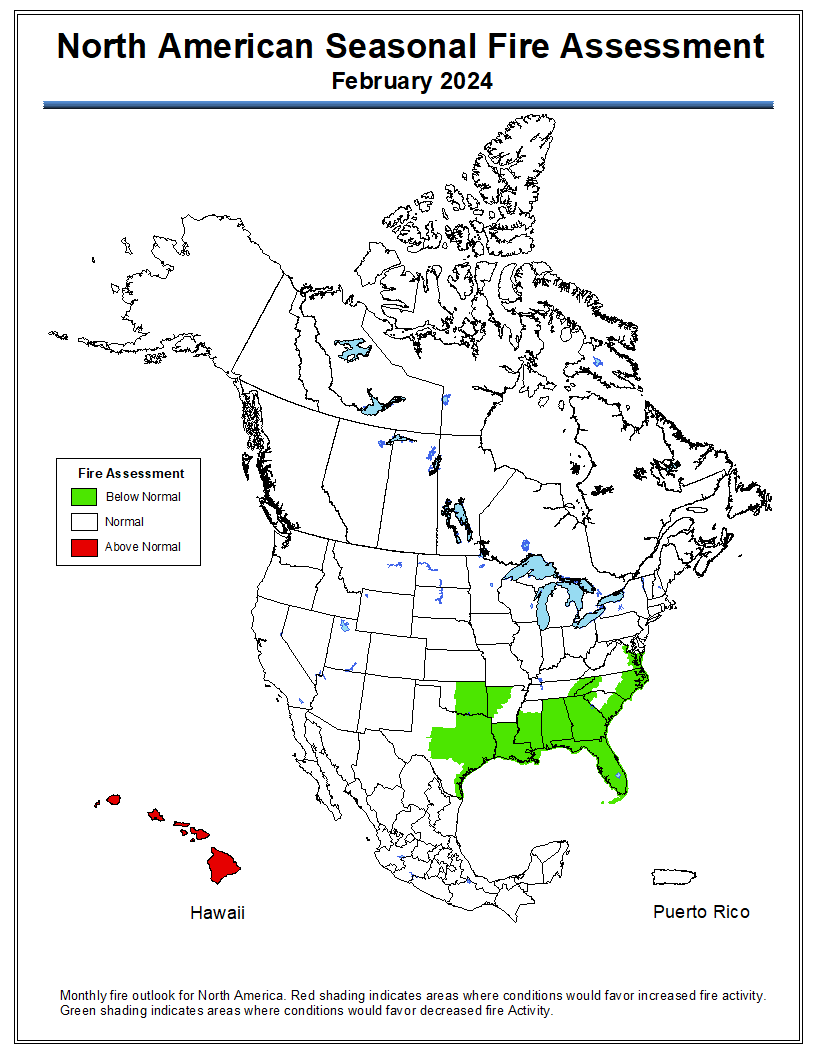 North American Seasonal Fire Assessment
February 2024
Fire Assessment
Below Normal
Normal
Above Normal
Hawaii
Puerto Rico
Monthly fire outlook for North America. Red shading indicates areas where conditions would favor increased fire activity.
Green shading indicates areas where conditions would favor decreased fire Activity.